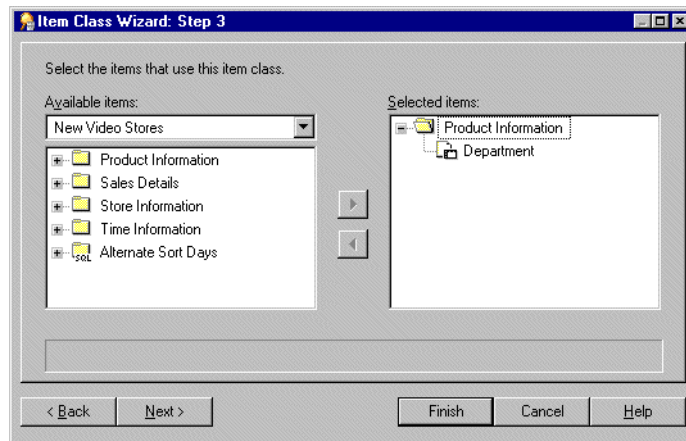 Item Class Wizard: Step 3
Select the items that use this item class.
Available items:
New Video Stores
Product Information
Sales Details
Store Information
Time Information
SQL Alternate Sort Days
Selected items:
Product Information
Department
< Back
Next >
Finish
Cancel
Help